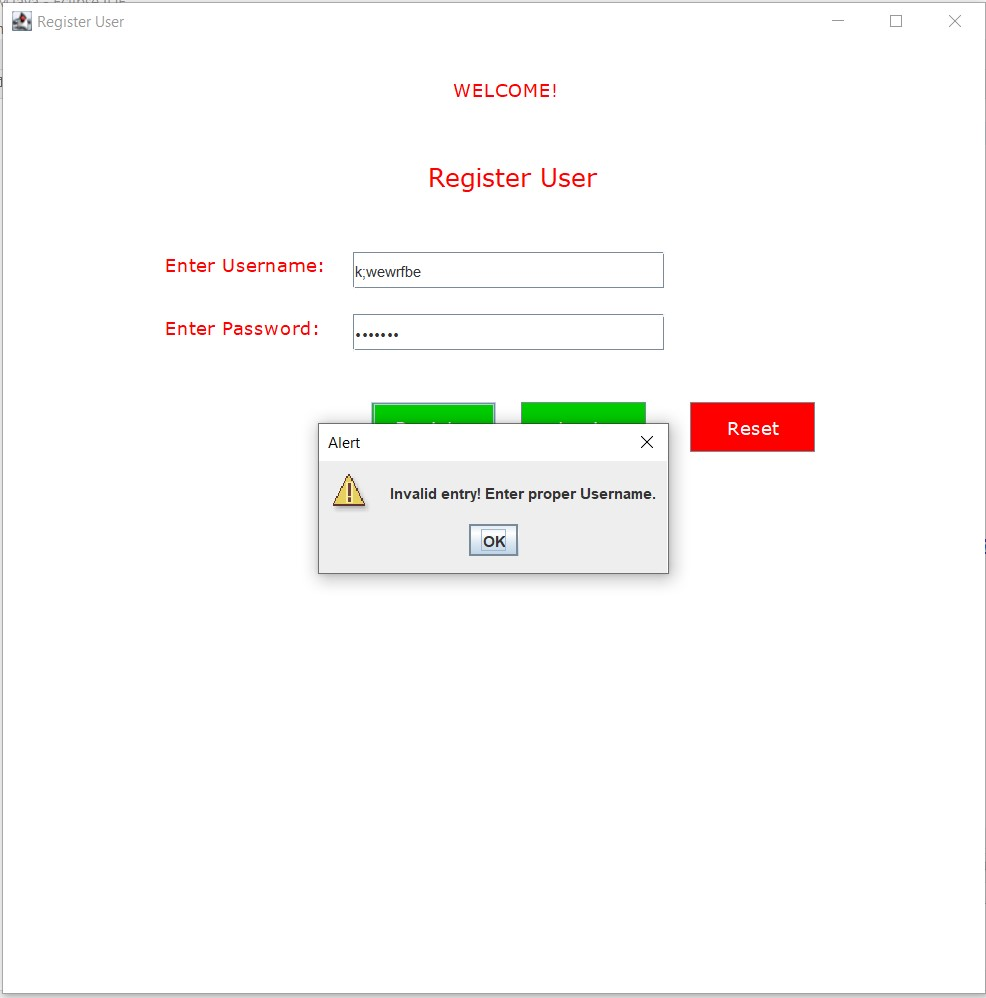 Register User
WELCOME!
Register User
Enter Username:
k;wewrfbe
Enter Password:
•••••••
Reset
Alert
Invalid entry! Enter proper Username.
OK